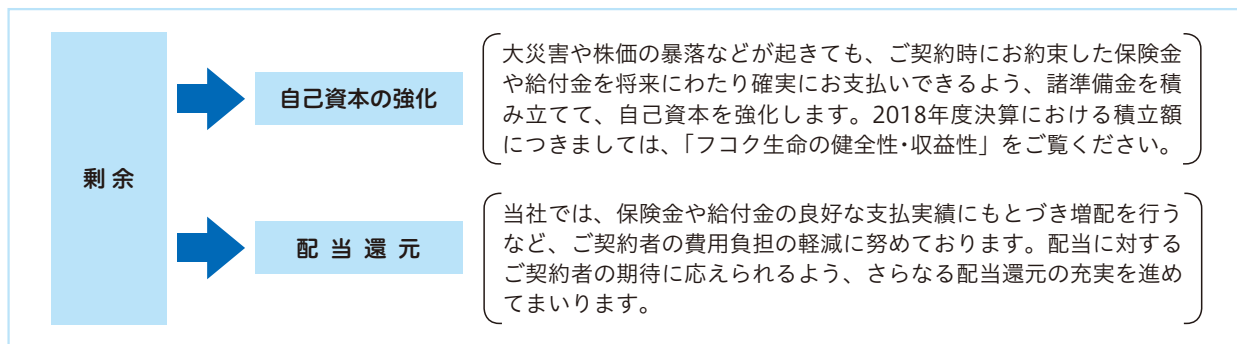 剰余
自己資本の強化
大災害や株価の暴落などが起きても、ご契約時にお約束した保険金
や給付金を将来にわたり確実にお支払いできるよう、諸準備金を積
み立てて、自己資本を強化します。2018年度決算における積立額
につきましては、「フコク生命の健全性・収益性」をご覧ください。
配当還元
当社では、保険金や給付金の良好な支払実績にもとづき増配を行う
など、ご契約者の費用負担の軽減に努めております。配当に対する
ご契約者の期待に応えられるよう、さらなる配当還元の充実を進め
てまいります。